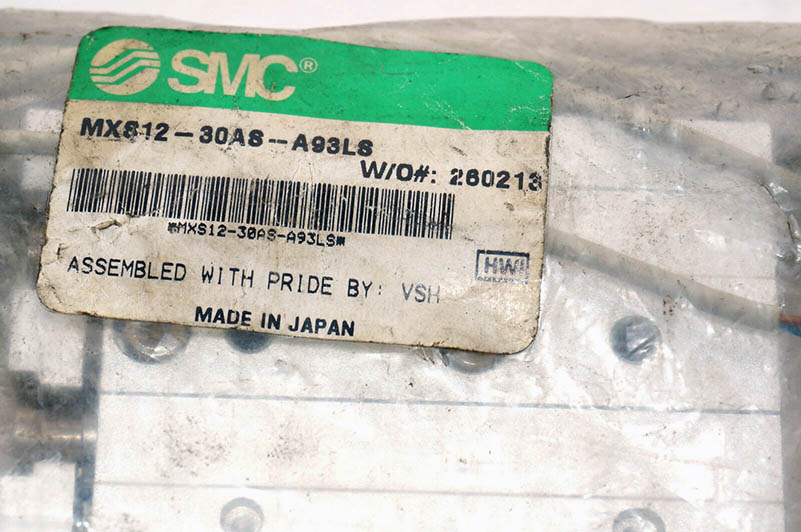 SMC®
MXS12-30AS-A93LS
W/O#: 260213
*MXS12-30AS-A93LS*
ASSEMBLED WITH PRIDE BY: VSH
HWI
MADE IN JAPAN